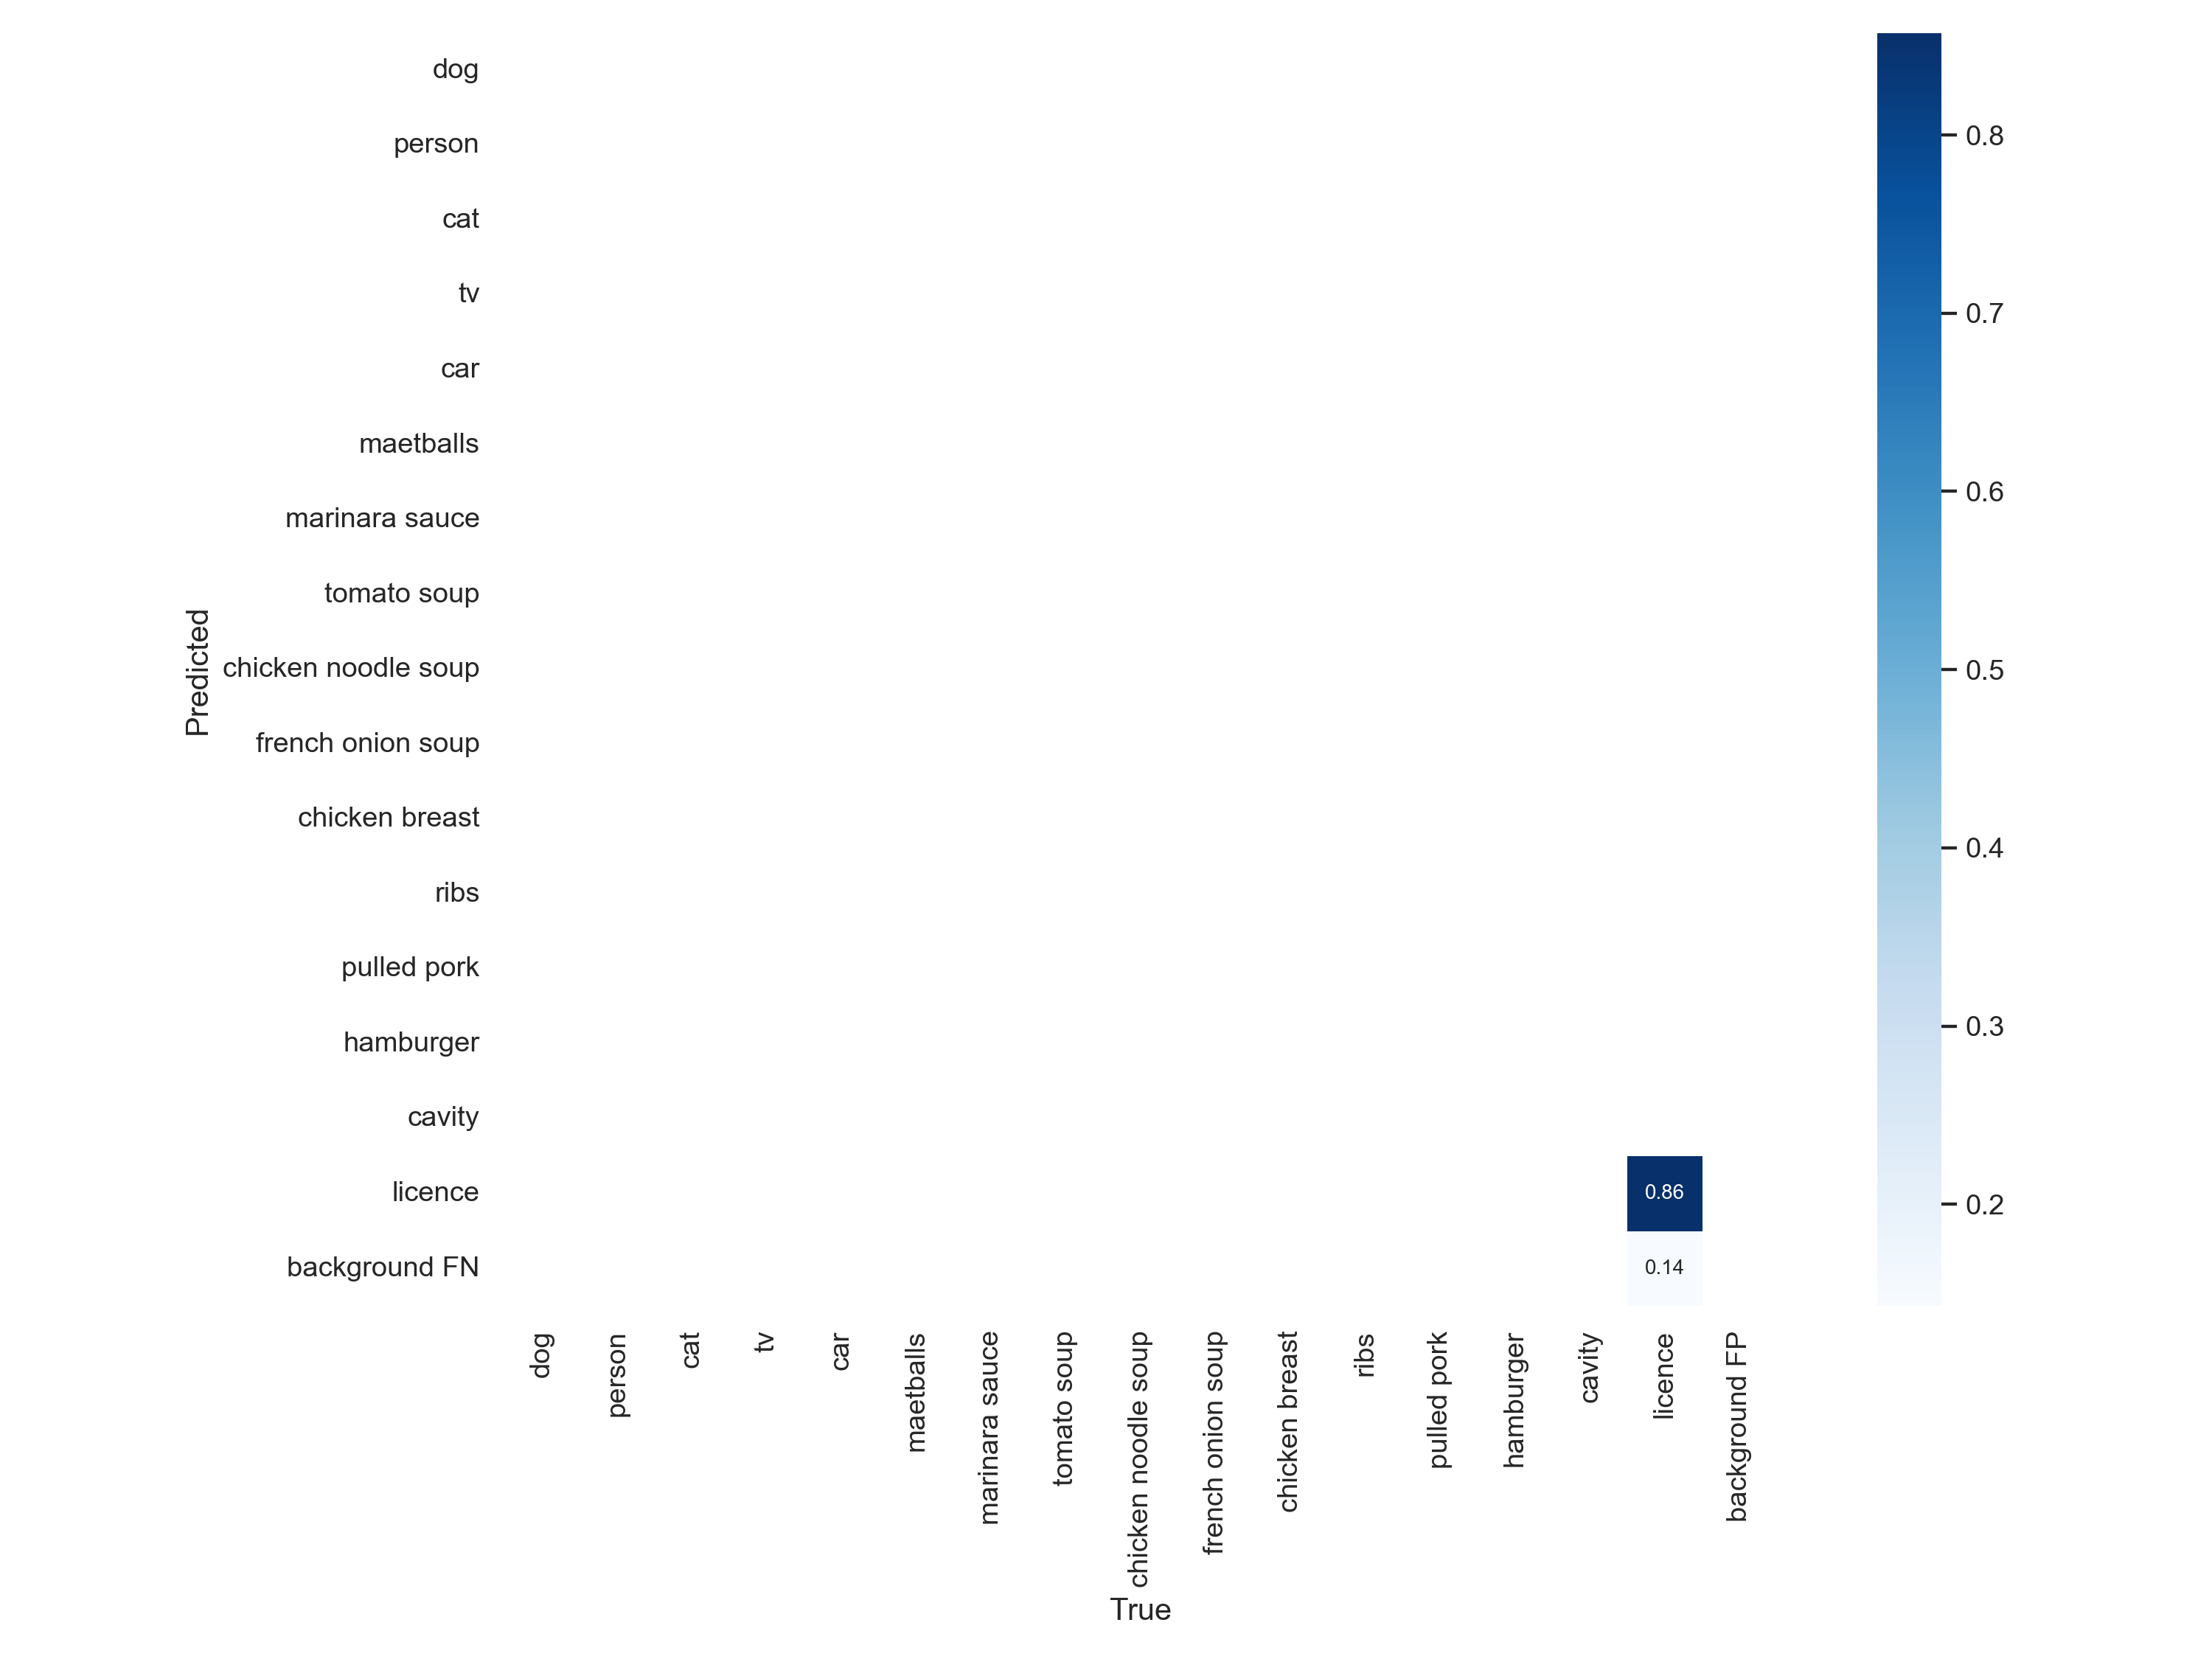 dog
person
cat
tv
car
maetballs
marinara sauce
tomato soup
chicken noodle soup
french onion soup
chicken breast
ribs
pulled pork
hamburger
cavity
licence
background FN
Predicted
0.86
0.14
dog
person
cat
tv
car
maetballs
marinara sauce
tomato soup
chicken noodle soup
french onion soup
chicken breast
ribs
pulled pork
hamburger
cavity
licence
background FP
True
0.8
0.7
0.6
0.5
0.4
0.3
0.2